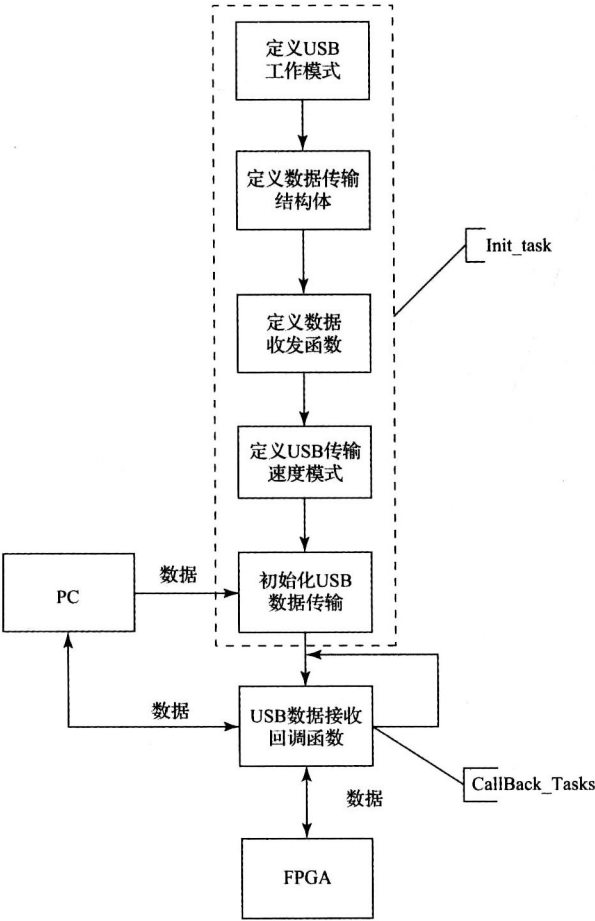 定义USB
工作模式
定义数据传输
结构体
Init_task
定义数据
收发函数
定义USB传输
速度模式
数据
PC
初始化USB
数据传输
数据
USB数据接收
回调函数
CallBack_Tasks
数据
FPGA